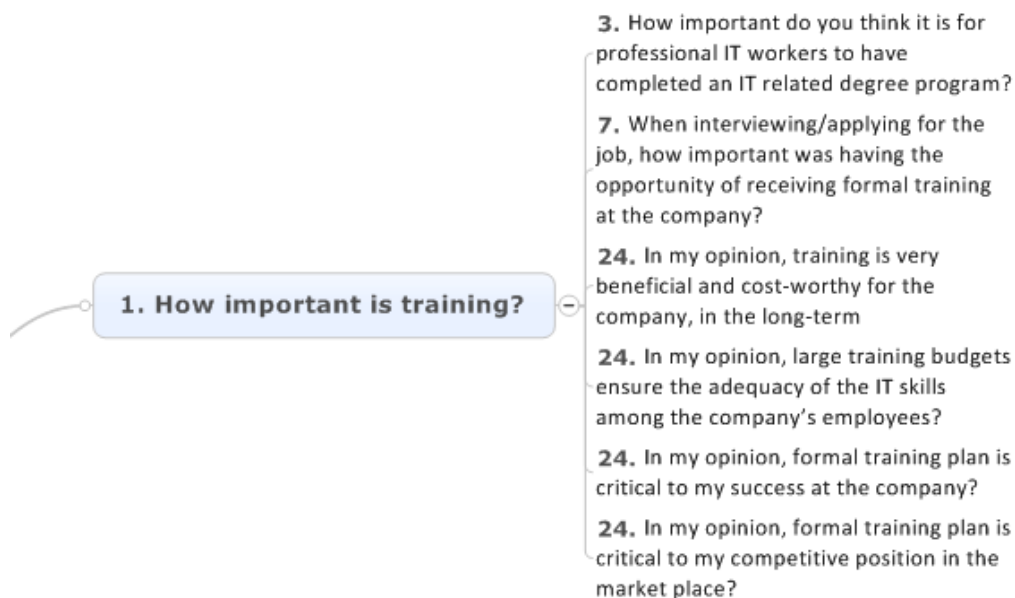 1. How important is training?
3. How important do you think it is for
professional IT workers to have
completed an IT related degree program?
7. When interviewing/applying for the
job, how important was having the
opportunity of receiving formal training
at the company?
24. In my opinion, training is very
beneficial and cost-worthy for the
company, in the long-term
24. In my opinion, large training budgets
ensure the adequacy of the IT skills
among the company's employees?
24. In my opinion, formal training plan is
critical to my success at the company?
24. In my opinion, formal training plan is
critical to my competitive position in the
market place?